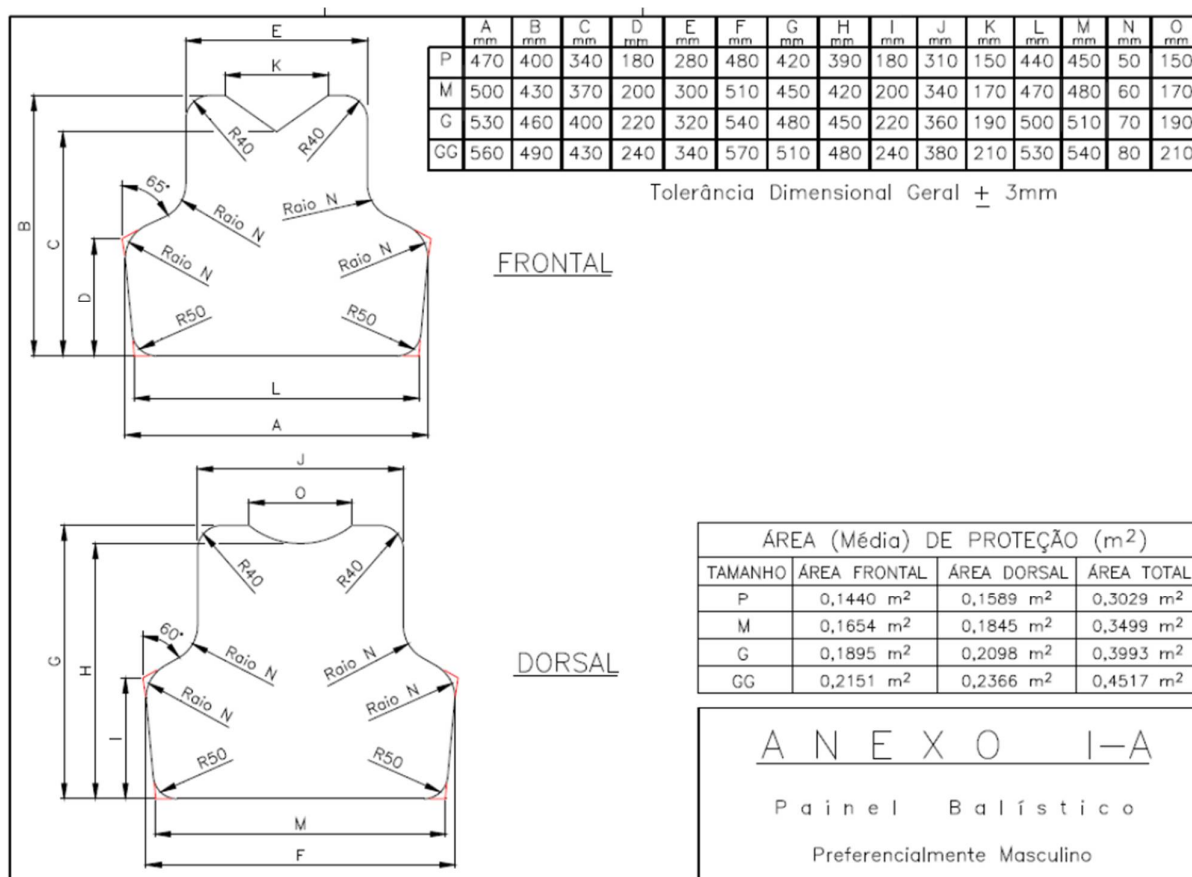 A B C D E F G H I J K L M N O
mm mm mm mm mm mm mm mm mm mm mm mm mm mm mm
P 470 400 340 180 280 480 420 390 180 310 150 440 450 50 150
M 500 430 370 200 300 510 450 420 200 340 170 470 480 60 170
G 530 460 400 220 320 540 480 450 220 360 190 500 510 70 190
GG 560 490 430 240 340 570 510 480 240 380 210 530 540 80 210
Tolerância Dimensional Geral ± 3mm
E
K
R40 R40
65°
Raio N Raio N
B C D
Raio N Raio N
R50 R50
L
A
FRONTAL
J
O
R40 R40
60°
Raio N Raio N
G H I
Raio N Raio N
R50 R50
M
F
DORSAL
ÁREA (Média) DE PROTEÇÃO (m²)
TAMANHO ÁREA FRONTAL ÁREA DORSAL ÁREA TOTAL
P 0,1440 m² 0,1589 m² 0,3029 m²
M 0,1654 m² 0,1845 m² 0,3499 m²
G 0,1895 m² 0,2098 m² 0,3993 m²
GG 0,2151 m² 0,2366 m² 0,4517 m²
ANEXO I-A
Painel Balístico
Preferencialmente Masculino